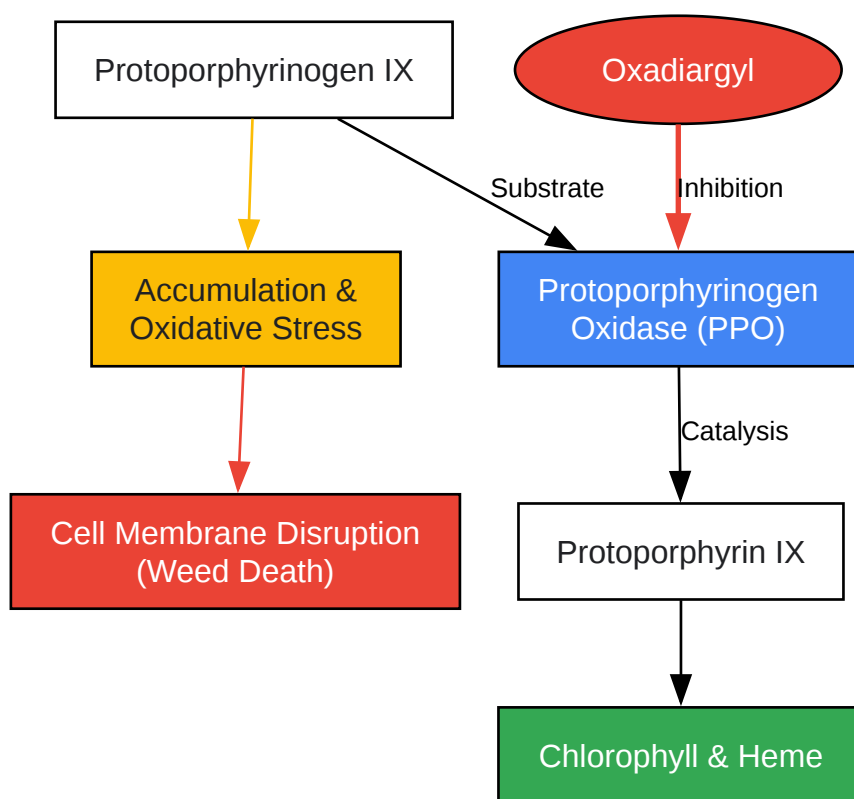 Protoporphyrinogen IX
Oxadiargyl
Substrate
Inhibition
Accumulation &
Oxidative Stress
Protoporphyrinogen
Oxidase (PPO)
Catalysis
Cell Membrane Disruption
(Weed Death)
Protoporphyrin IX
Chlorophyll & Heme